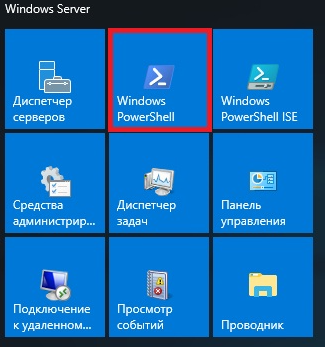 Windows Server
Диспетчер
серверов
Windows
PowerShell
Windows
PowerShell ISE
Средства
администрир...
Диспетчер
задач
Панель
управления
Подключение
к удаленном...
Просмотр
событий
Проводник